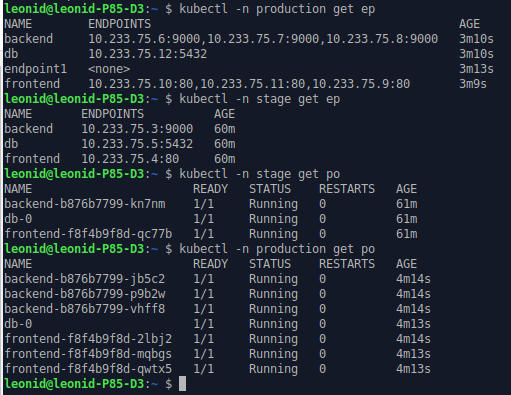 leonid@leonid-P85-D3:~ $ kubectl -n production get ep
NAME ENDPOINTS AGE
backend 10.233.75.6:9000,10.233.75.7:9000,10.233.75.8:9000 3m10s
db 10.233.75.12:5432 3m10s
endpoint1 <none> 3m13s
frontend 10.233.75.10:80,10.233.75.11:80,10.233.75.9:80 3m9s
leonid@leonid-P85-D3:~ $ kubectl -n stage get ep
NAME ENDPOINTS AGE
backend 10.233.75.3:9000 60m
db 10.233.75.5:5432 60m
frontend 10.233.75.4:80 60m
leonid@leonid-P85-D3:~ $ kubectl -n stage get po
NAME READY STATUS RESTARTS AGE
backend-b876b7799-kn7nm 1/1 Running 0 61m
db-0 1/1 Running 0 61m
frontend-f8f4b9f8d-qc77b 1/1 Running 0 61m
leonid@leonid-P85-D3:~ $ kubectl -n production get po
NAME READY STATUS RESTARTS AGE
backend-b876b7799-jb5c2 1/1 Running 0 4m14s
backend-b876b7799-p9b2w 1/1 Running 0 4m14s
backend-b876b7799-vhff8 1/1 Running 0 4m14s
db-0 1/1 Running 0 4m13s
frontend-f8f4b9f8d-2lbj2 1/1 Running 0 4m14s
frontend-f8f4b9f8d-mqbgs 1/1 Running 0 4m14s
frontend-f8f4b9f8d-qwtx5 1/1 Running 0 4m13s
leonid@leonid-P85-D3:~ $